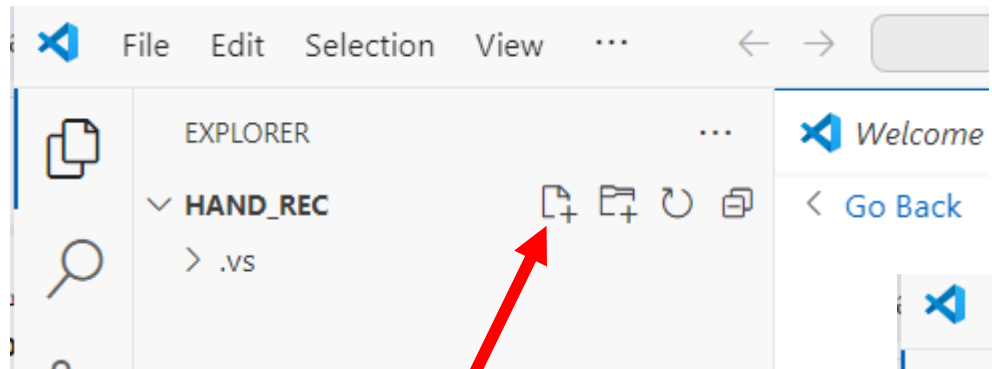 File Edit Selection View ···
EXPLORER ···
Welcome
HAND_REC
Go Back
.vs